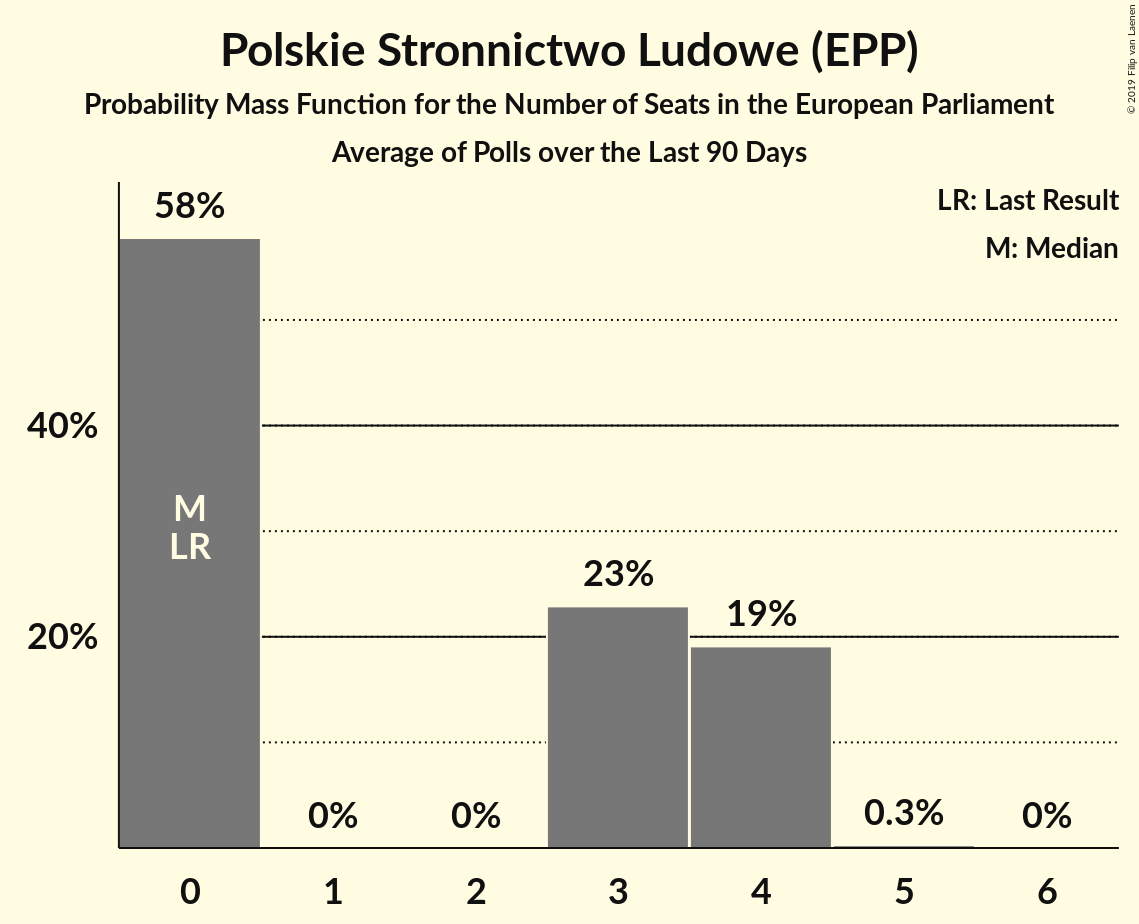 Polskie Stronnictwo Ludowe (EPP)
Probability Mass Function for the Number of Seats in the European Parliament
Average of Polls over the Last 90 Days
© 2019 Filip van Laenen
LR: Last Result
M: Median
58%
40%
M
LR
23%
19%
20%
0%
0%
0.3%
0%
0 1 2 3 4 5 6